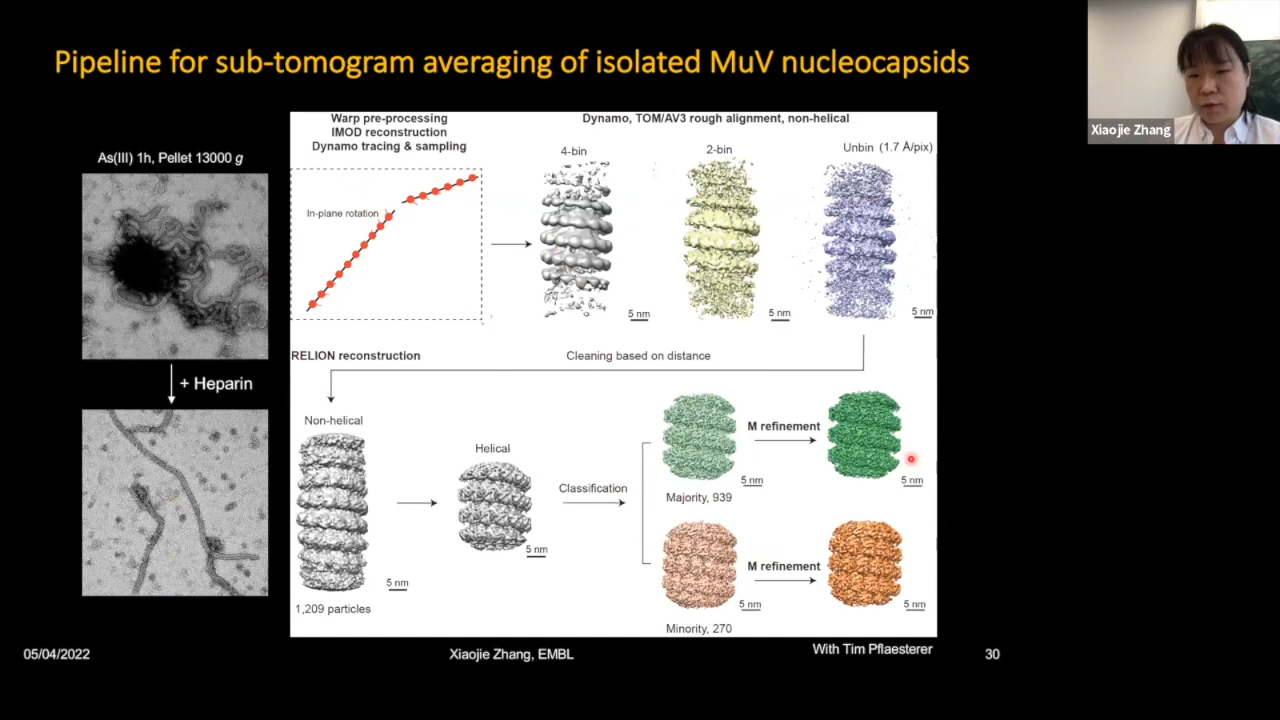 Pipeline for sub-tomogram averaging of isolated MuV nucleocapsids
Xiaojie Zhang
As(III) 1h, Pellet 13000 g
+ Heparin
Warp pre-processing
IMOD reconstruction
Dynamo tracing & sampling
In-plane rotation
Dynamo, TOM/AV3 rough alignment, non-helical
4-bin
2-bin
Unbin (1.7 Å/pix)
5 nm
5 nm
5 nm
RELION reconstruction
Cleaning based on distance
Non-helical
Helical
Classification
5 nm
1,209 particles
5 nm
M refinement
5 nm
5 nm
Majority, 939
M refinement
5 nm
5 nm
Minority, 270
05/04/2022
Xiaojie Zhang, EMBL
With Tim Pflaesterer
30